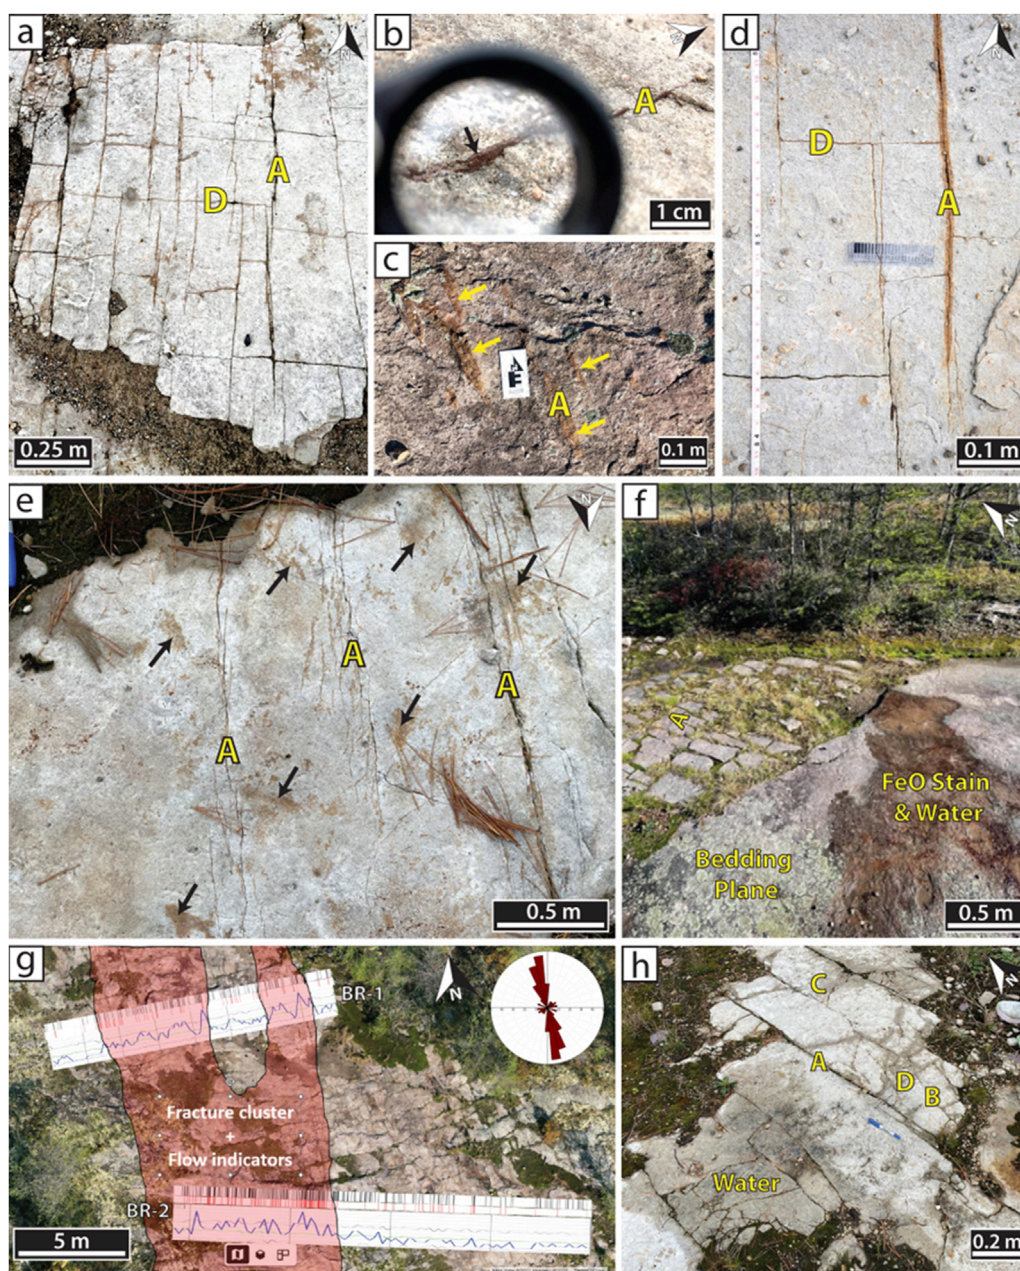 a
N
D
A
0.25 m
b
N
A
1 cm
c
A
0.1 m
d
N
D
A
0.1 m
e
N
A
A
A
0.5 m
f
N
A
FeO Stain
& Water
Bedding
Plane
0.5 m
g
N
BR-1
Fracture cluster
+
Flow indicators
BR-2
5 m
h
N
C
A
D
B
Water
0.2 m